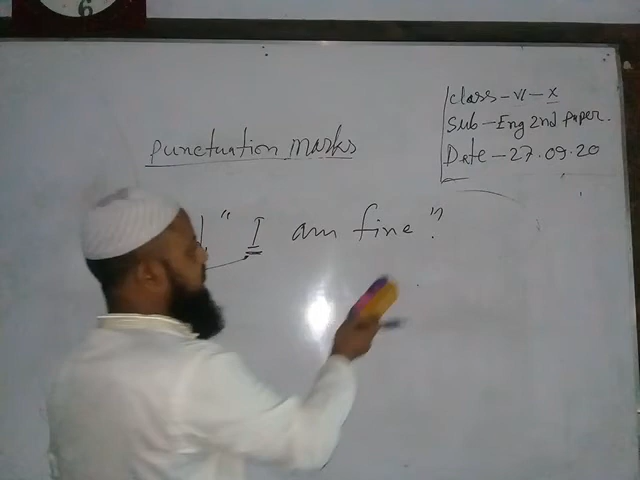 6
Class - VI - X
Sub - Eng 2nd paper.
Date - 27.09.20
Punctuation marks
" I am fine."